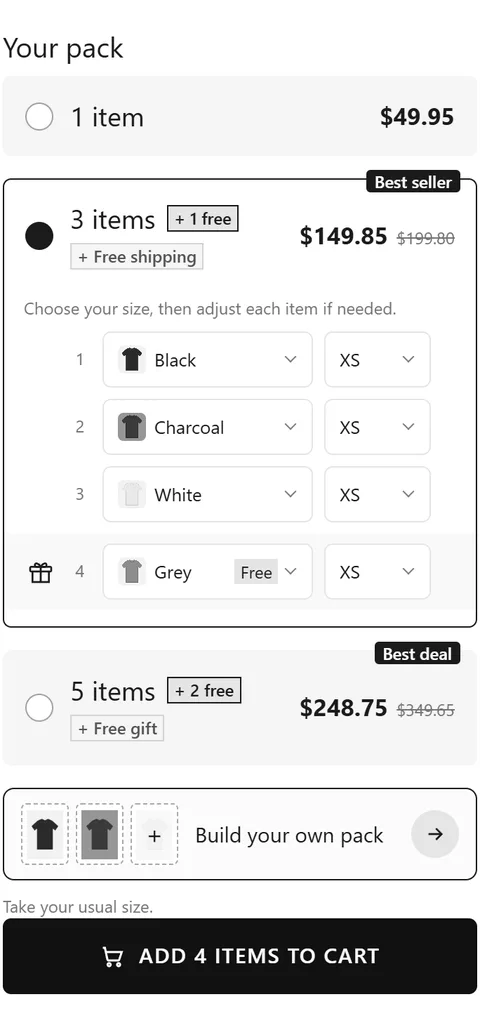 Your pack
1 item
$49.95
Best seller
3 items + 1 free
+ Free shipping
$149.85 $199.80
Choose your size, then adjust each item if needed.
1 Black XS
2 Charcoal XS
3 White XS
4 Grey Free XS
Best deal
5 items + 2 free
+ Free gift
$248.75 $349.65
+ Build your own pack →
Take your usual size.
ADD 4 ITEMS TO CART